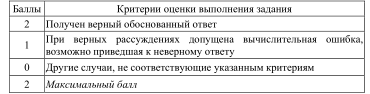 Баллы Критерии оценки выполнения задания
2 Получен верный обоснованный ответ
1 При верных рассуждениях допущена вычислительная ошибка,
возможно приведшая к неверному ответу
0 Другие случаи, не соответствующие указанным критериям
2 Максимальный балл